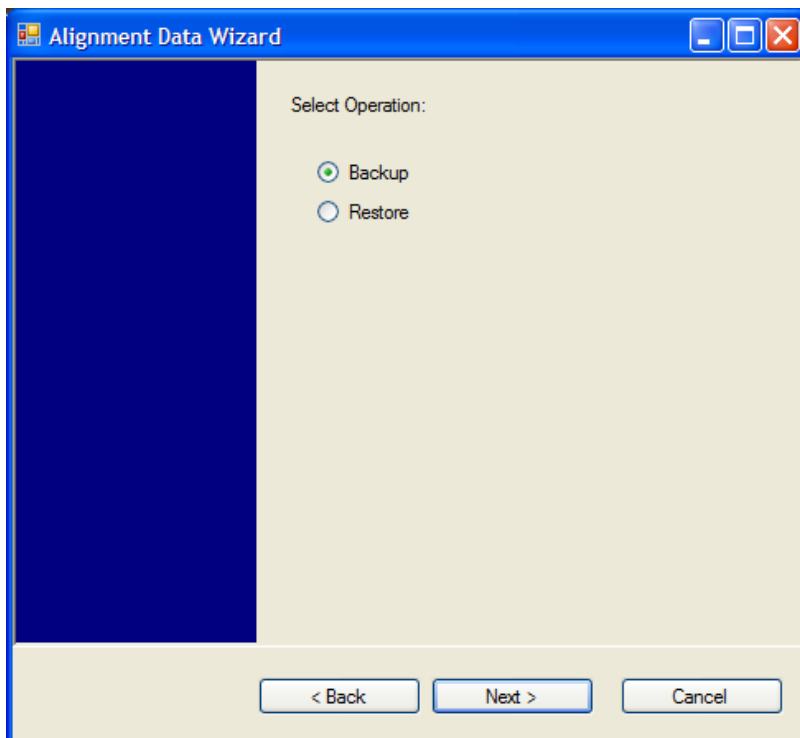 Alignment Data Wizard
Select Operation:
Backup
Restore
< Back
Next >
Cancel